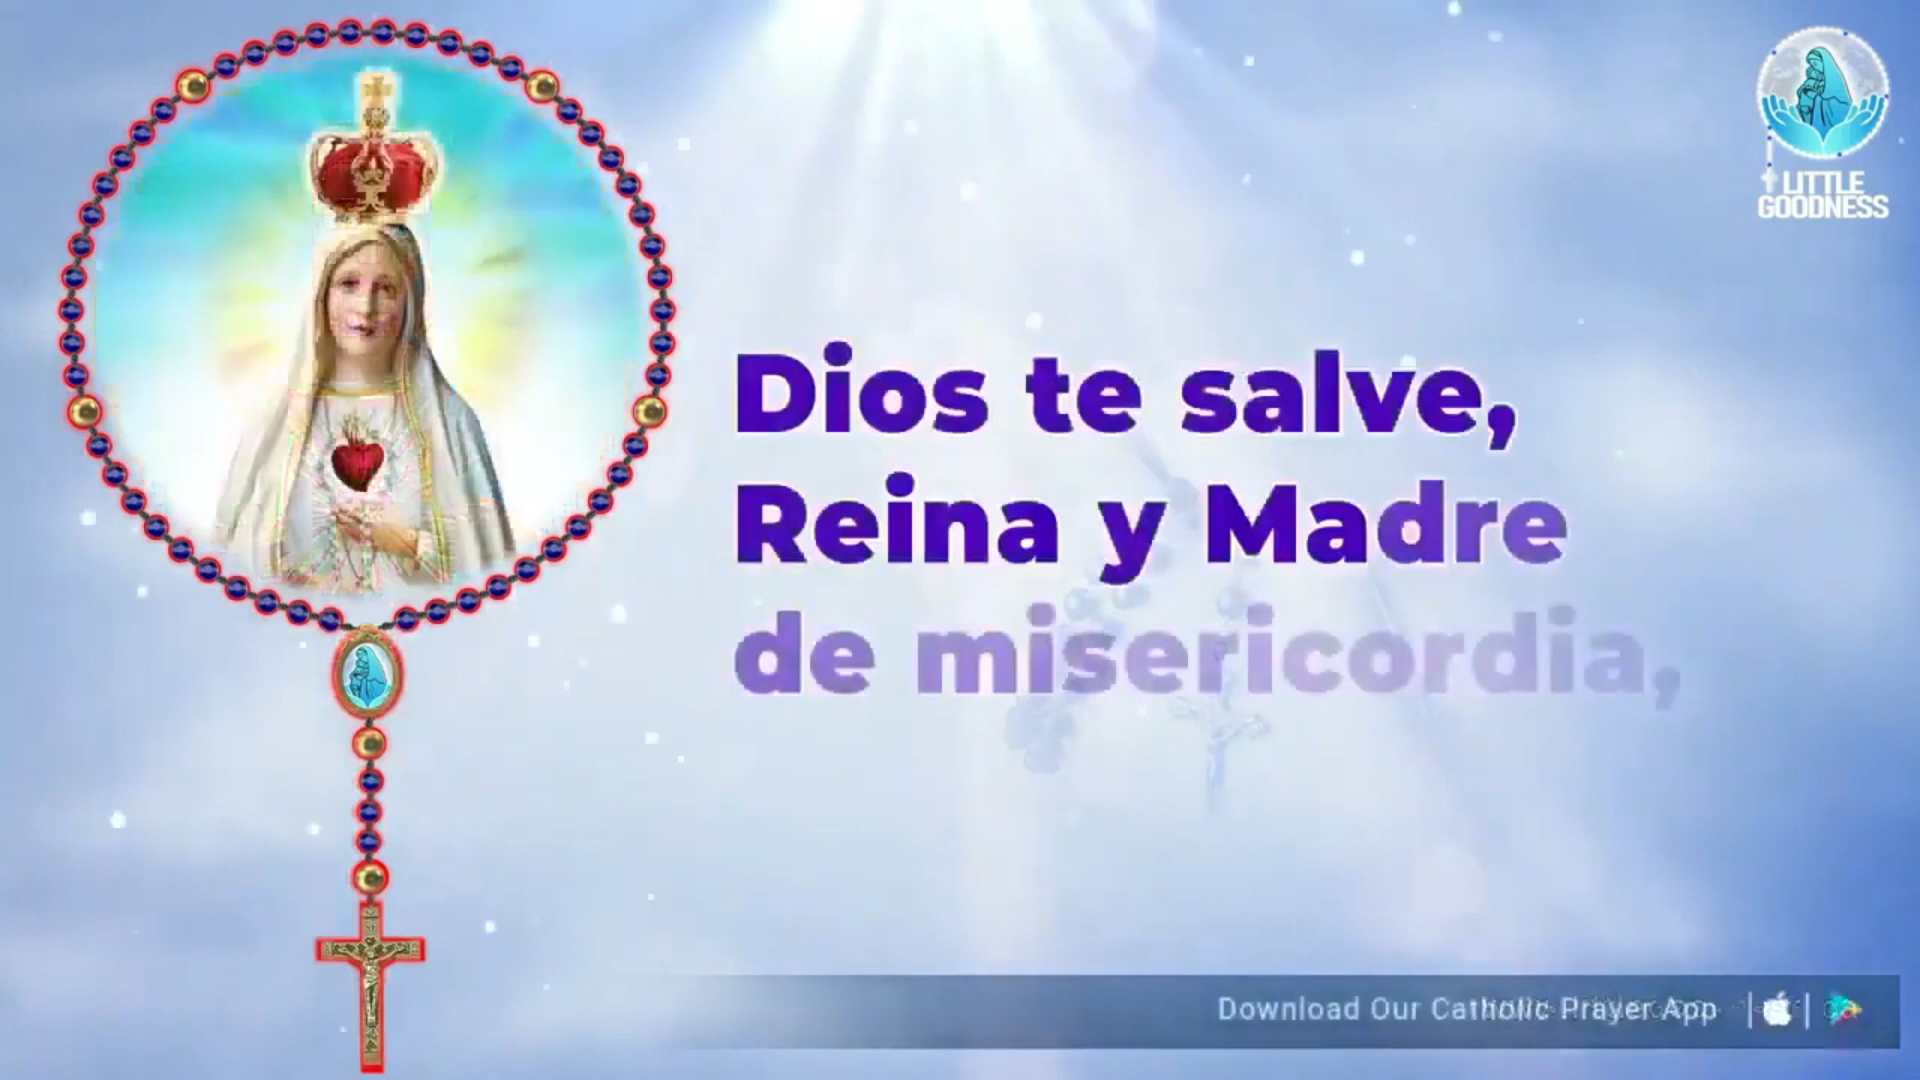 LITTLE
GOODNESS
Dios te salve,
Reina y Madre
de misericordia,
Download Our Catholic Prayer App